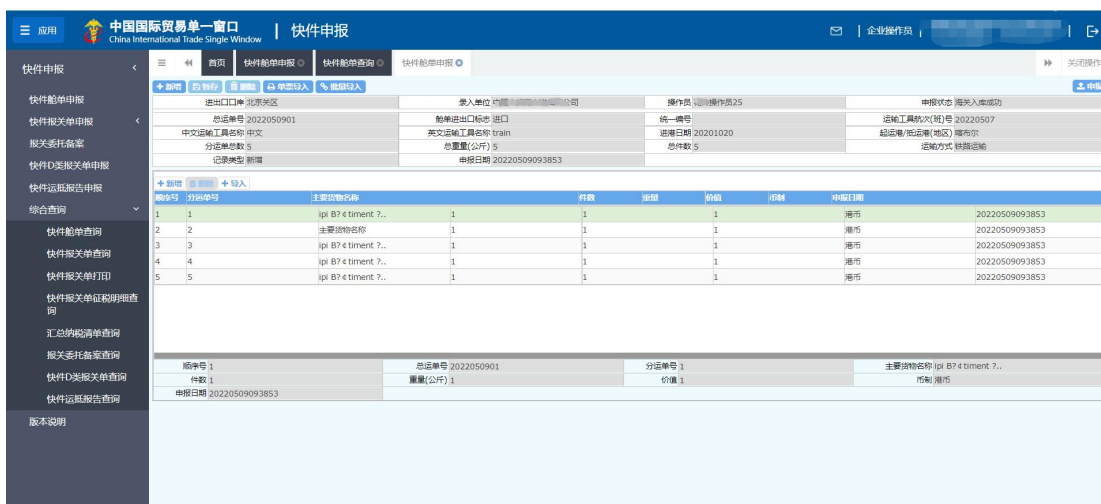 应用 中国国际贸易单一窗口 快件申报 企业操作员
China International Trade Single Window
快件申报 首页 快件舱单申报 快件舱单查询 快件舱单申报 关闭操作
+新增 暂存 删除 单票导入 批量导入 申报
快件舱单申报
快件报关单申报
报关委托备案
快件D类报关单申报
快件运抵报告申报
综合查询
快件舱单查询
快件报关单查询
快件报关单打印
快件报关单征税明细查询
汇总纳税清单查询
报关委托备案查询
快件D类报关单查询
快件运抵报告查询
版本说明
进出口口岸 北京关区 录入单位 公司 操作员 操作员25 申报状态 海关入库成功
总运单号 2022050901 舱单进出口标志 进口 统一编号 运输工具航次(班)号 20220507
中文运输工具名称 中文 英文运输工具名称 train 进港日期 20201020 起运港/抵运港(地区) 喀布尔
分运单总数 5 总重量(公斤) 5 总件数 5 运输方式 铁路运输
记录类型 新增 申报日期 20220509093853
+新增 删除 +导入
顺序号 分运单号 主要货物名称 件数 重量 价值 币制 申报日期
1 1 ipi B?¢timent ?.. 1 1 1 港币 20220509093853
2 2 主要货物名称 1 1 1 港币 20220509093853
3 3 ipi B?¢timent ?.. 1 1 1 港币 20220509093853
4 4 ipi B?¢timent ?.. 1 1 1 港币 20220509093853
5 5 ipi B?¢timent ?.. 1 1 1 港币 20220509093853
顺序号 1 总运单号 2022050901 分运单号 1 主要货物名称 ipi B?¢timent ?..
件数 1 重量(公斤) 1 价值 1 币制 港币
申报日期 20220509093853